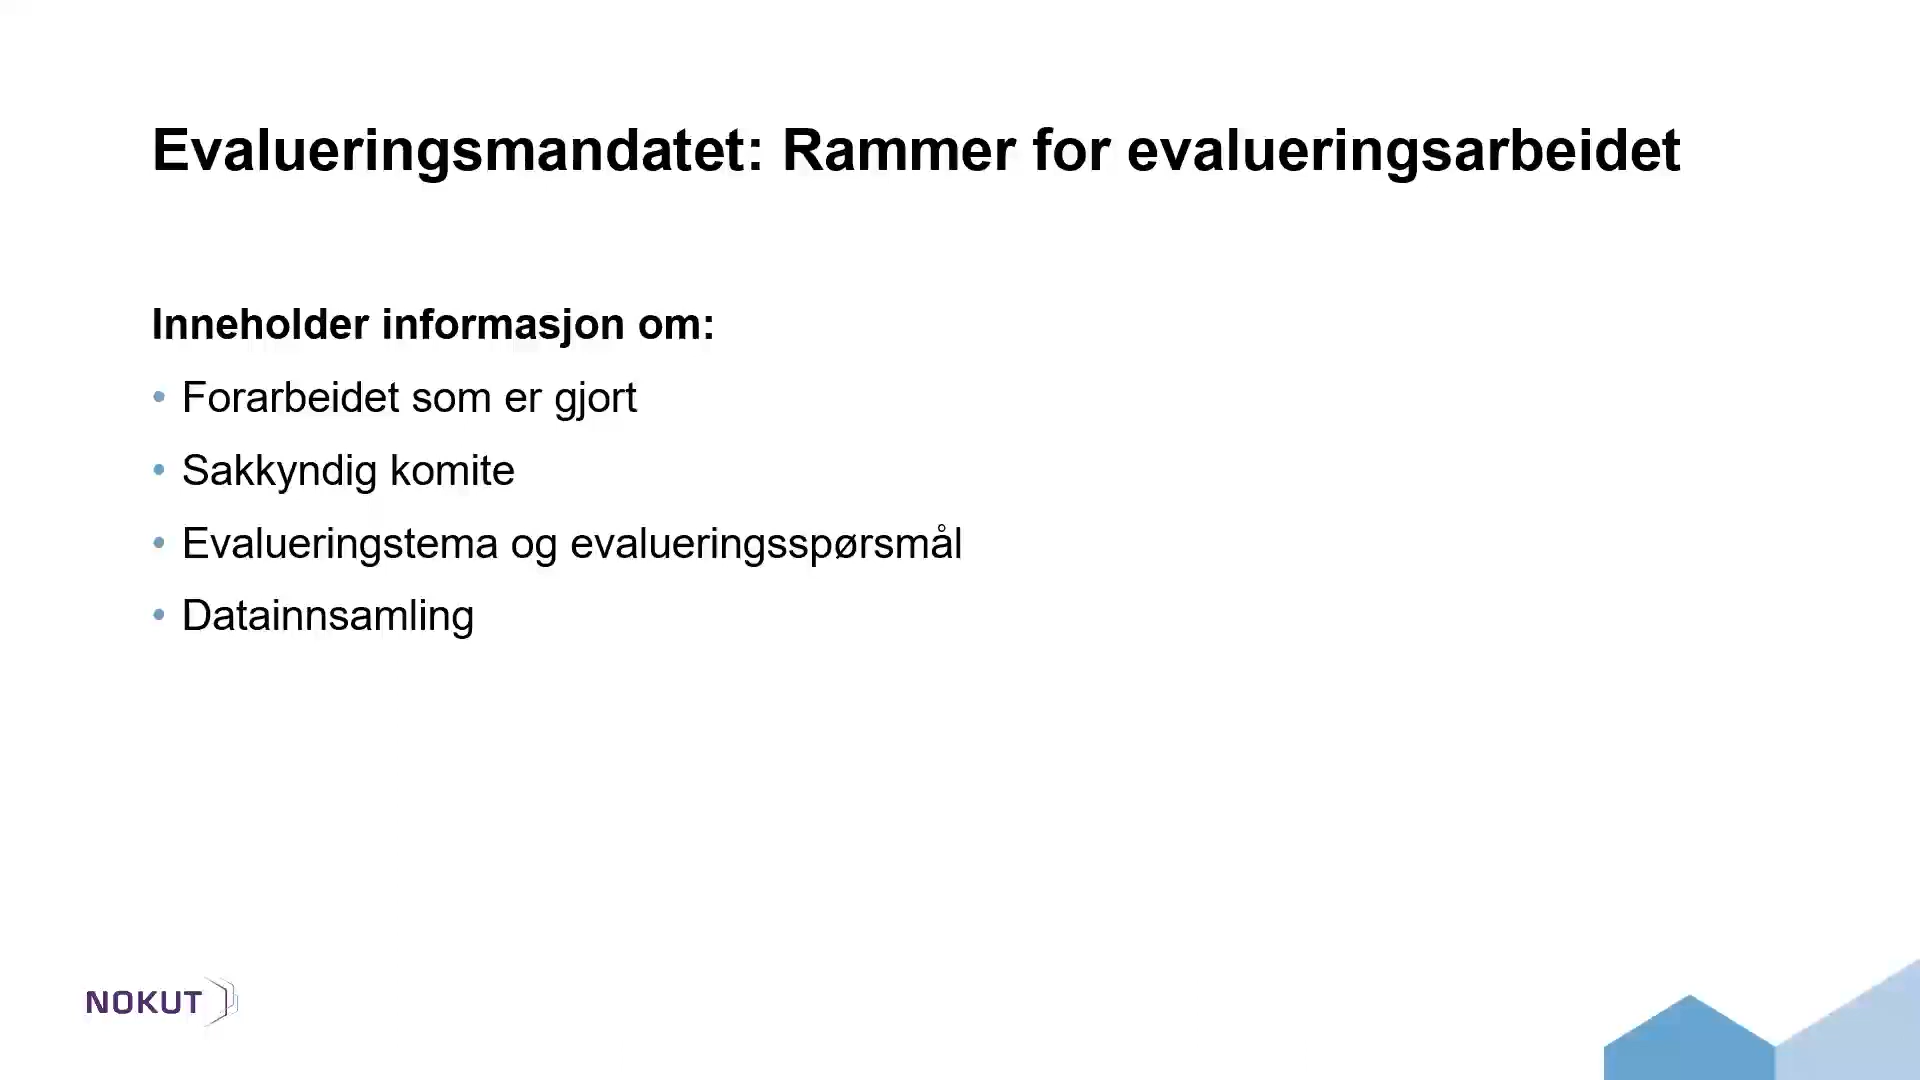 Evalueringsmandatet: Rammer for evalueringsarbeidet
Inneholder informasjon om:
• Forarbeidet som er gjort
• Sakkyndig komite
• Evalueringstema og evalueringsspørsmål
• Datainnsamling
NOKUT